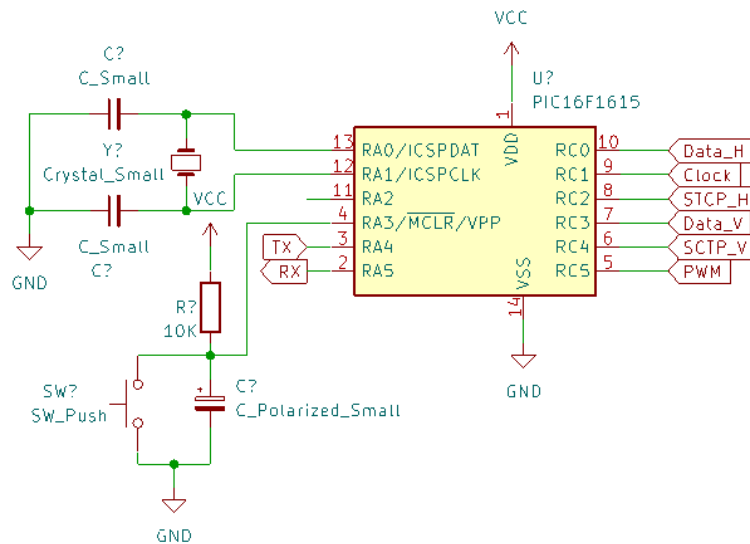 VCC
C?
C_Small
U?
PIC16F1615
1
VDD
Y?
Crystal_Small
VCC
C_Small
C?
GND
13 RA0/ICSPDAT
12 RA1/ICSPCLK
11 RA2
4 RA3/MCLR/VPP
TX 3 RA4
RX 2 RA5
RC0 10 Data_H
RC1 9 Clock
RC2 8 STCP_H
RC3 7 Data_V
RC4 6 SCTP_V
RC5 5 PWM
VSS
14
GND
R?
10K
SW?
SW_Push
+
C?
C_Polarized_Small
GND